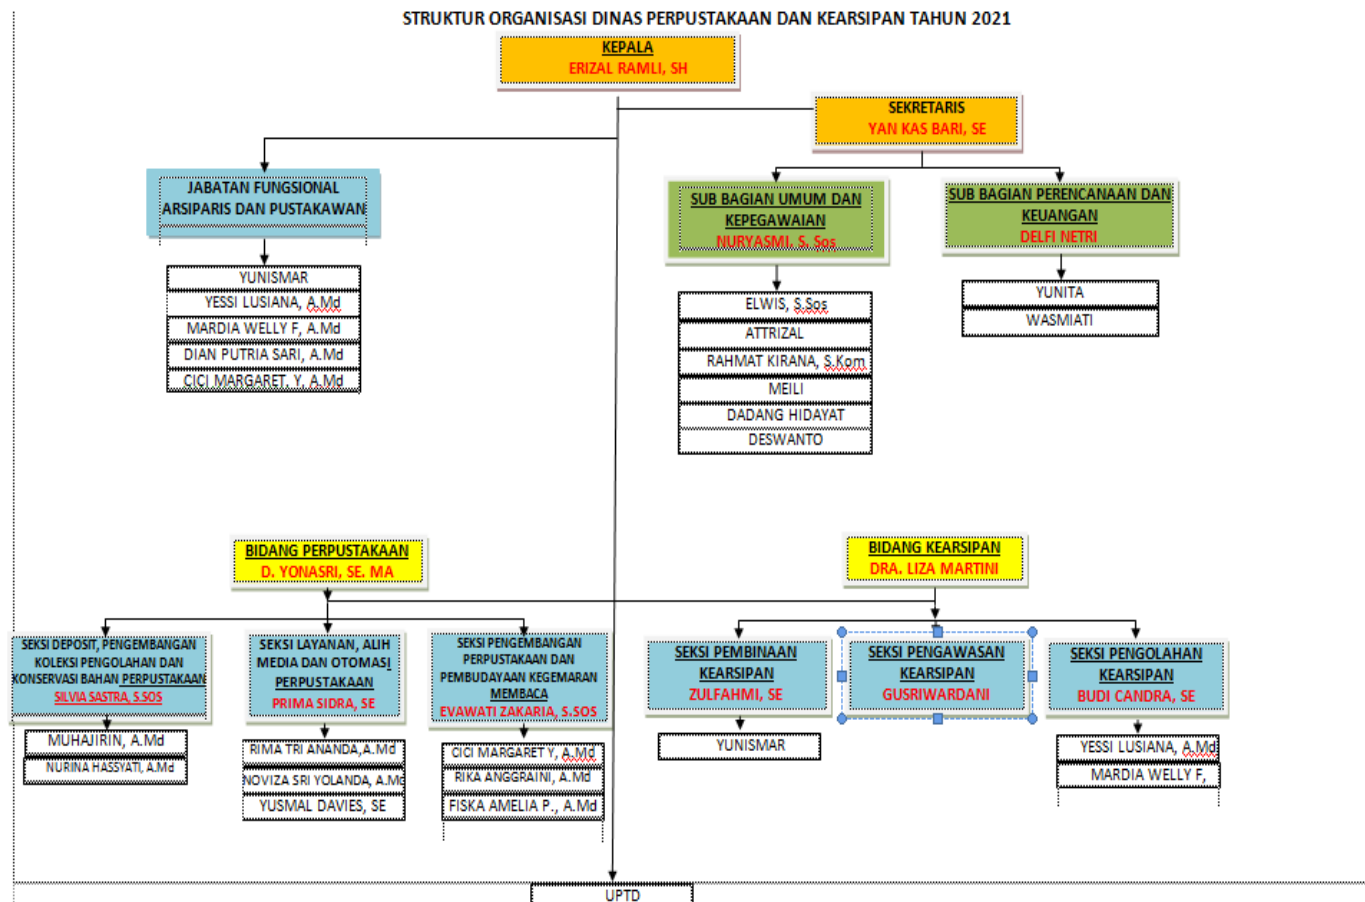 STRUKTUR ORGANISASI DINAS PERPUSTAKAAN DAN KEARSIPAN TAHUN 2021
KEPALA
ERIZAL RAMLI, SH
SEKRETARIS
YAN KAS BARI, SE
JABATAN FUNGSIONAL
ARSIPARIS DAN PUSTAKAWAN
YUNISMAR
YESSI LUSIANA, A.Md
MARDIA WELLY F, A.Md
DIAN PUTRIA SARI, A.Md
CICI MARGARET, Y, A.Md
SUB BAGIAN UMUM DAN
KEPEGAWAIAN
NURYASMI, S. Sos
ELWIS, S.Sos
ATTRIZAL
RAHMAT KIRANA, S.Kom
MEILI
DADANG HIDAYAT
DESWANTO
SUB BAGIAN PERENCANAAN DAN
KEUANGAN
DELFI NETRI
YUNITA
WASMIATI
BIDANG PERPUSTAKAAN
D. YONASRI, SE. MA
BIDANG KEARSIPAN
DRA. LIZA MARTINI
SEKSI DEPOSIT, PENGEMBANGAN
KOLEKSI PENGOLAHAN DAN
KONSERVASI BAHAN PERPUSTAKAAN
SILVIA SASTRA, S.SOS
MUHAJIRIN, A.Md
NURINA HASSYATI, A.Md
SEKSI LAYANAN, ALIH
MEDIA DAN OTOMASI
PERPUSTAKAAN
PRIMA SIDRA, SE
RIMA TRI ANANDA,A.Md
NOVIZA SRI YOLANDA, A.Md
YUSMAL DAVIES, SE
SEKSI PENGEMBANGAN
PERPUSTAKAAN DAN
PEMBUDAYAAN KEGEMARAN
MEMBACA
EVAWATI ZAKARIA, S.SOS
CICI MARGARET Y, A.Md
RIKA ANGGRAINI, A.Md
FISKA AMELIA P., A.Md
SEKSI PEMBINAAN
KEARSIPAN
ZULFAHMI, SE
YUNISMAR
SEKSI PENGAWASAN
KEARSIPAN
GUSRIWARDANI
SEKSI PENGOLAHAN
KEARSIPAN
BUDI CANDRA, SE
YESSI LUSIANA, A.Md
MARDIA WELLY F,
UPTD